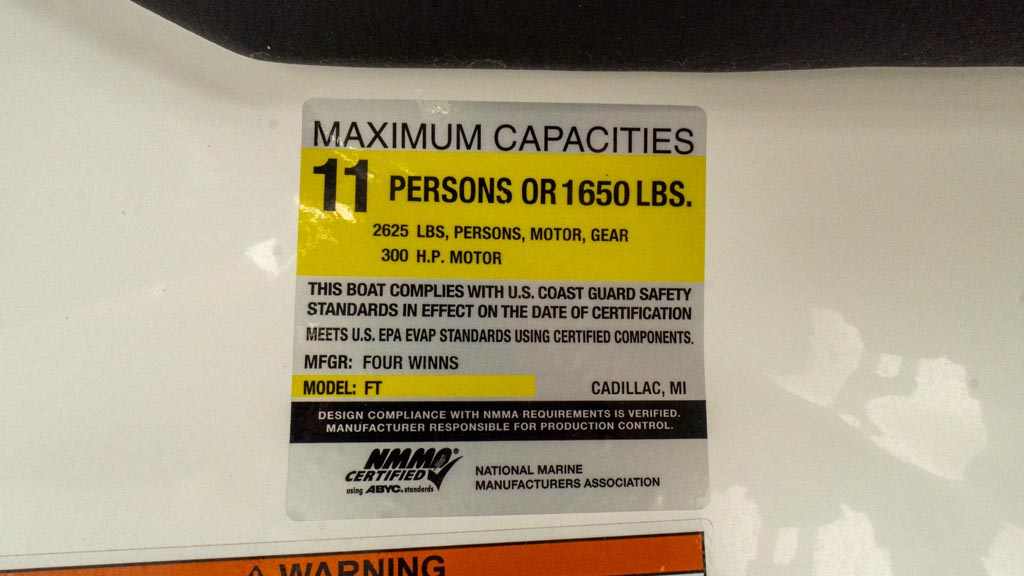 MAXIMUM CAPACITIES
11 PERSONS OR 1650 LBS.
2625 LBS, PERSONS, MOTOR, GEAR
300 H.P. MOTOR
THIS BOAT COMPLIES WITH U.S. COAST GUARD SAFETY
STANDARDS IN EFFECT ON THE DATE OF CERTIFICATION
MEETS U.S. EPA EVAP STANDARDS USING CERTIFIED COMPONENTS.
MFGR: FOUR WINNS
MODEL: FT CADILLAC, MI
DESIGN COMPLIANCE WITH NMMA REQUIREMENTS IS VERIFIED.
MANUFACTURER RESPONSIBLE FOR PRODUCTION CONTROL.
NMMA®
CERTIFIED
using ABYC. standards
NATIONAL MARINE
MANUFACTURERS ASSOCIATION
WARNING